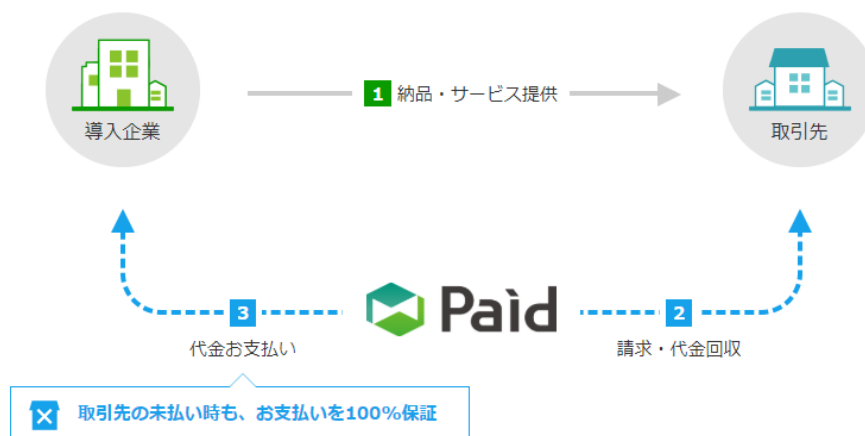 1 納品・サービス提供
導入企業
取引先
Paid
3
2
代金お支払い
請求・代金回収
取引先の未払い時も、お支払いを100%保証